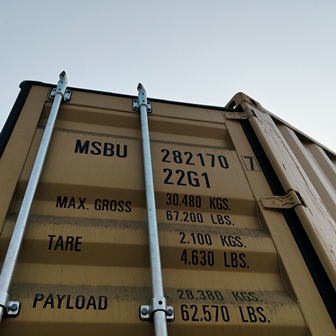 MSBU 282170 7
22G1
MAX. GROSS 30.480 KGS.
67.200 LBS.
TARE 2.100 KGS.
4.630 LBS.
PAYLOAD 28.380 KGS.
62.570 LBS.